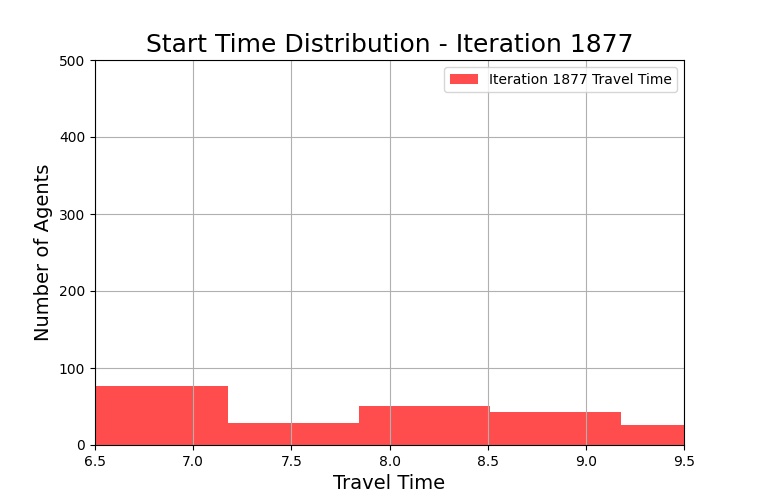 Start Time Distribution - Iteration 1877
500
400
300
200
100
0
Number of Agents
Iteration 1877 Travel Time
6.5 7.0 7.5 8.0 8.5 9.0 9.5
Travel Time